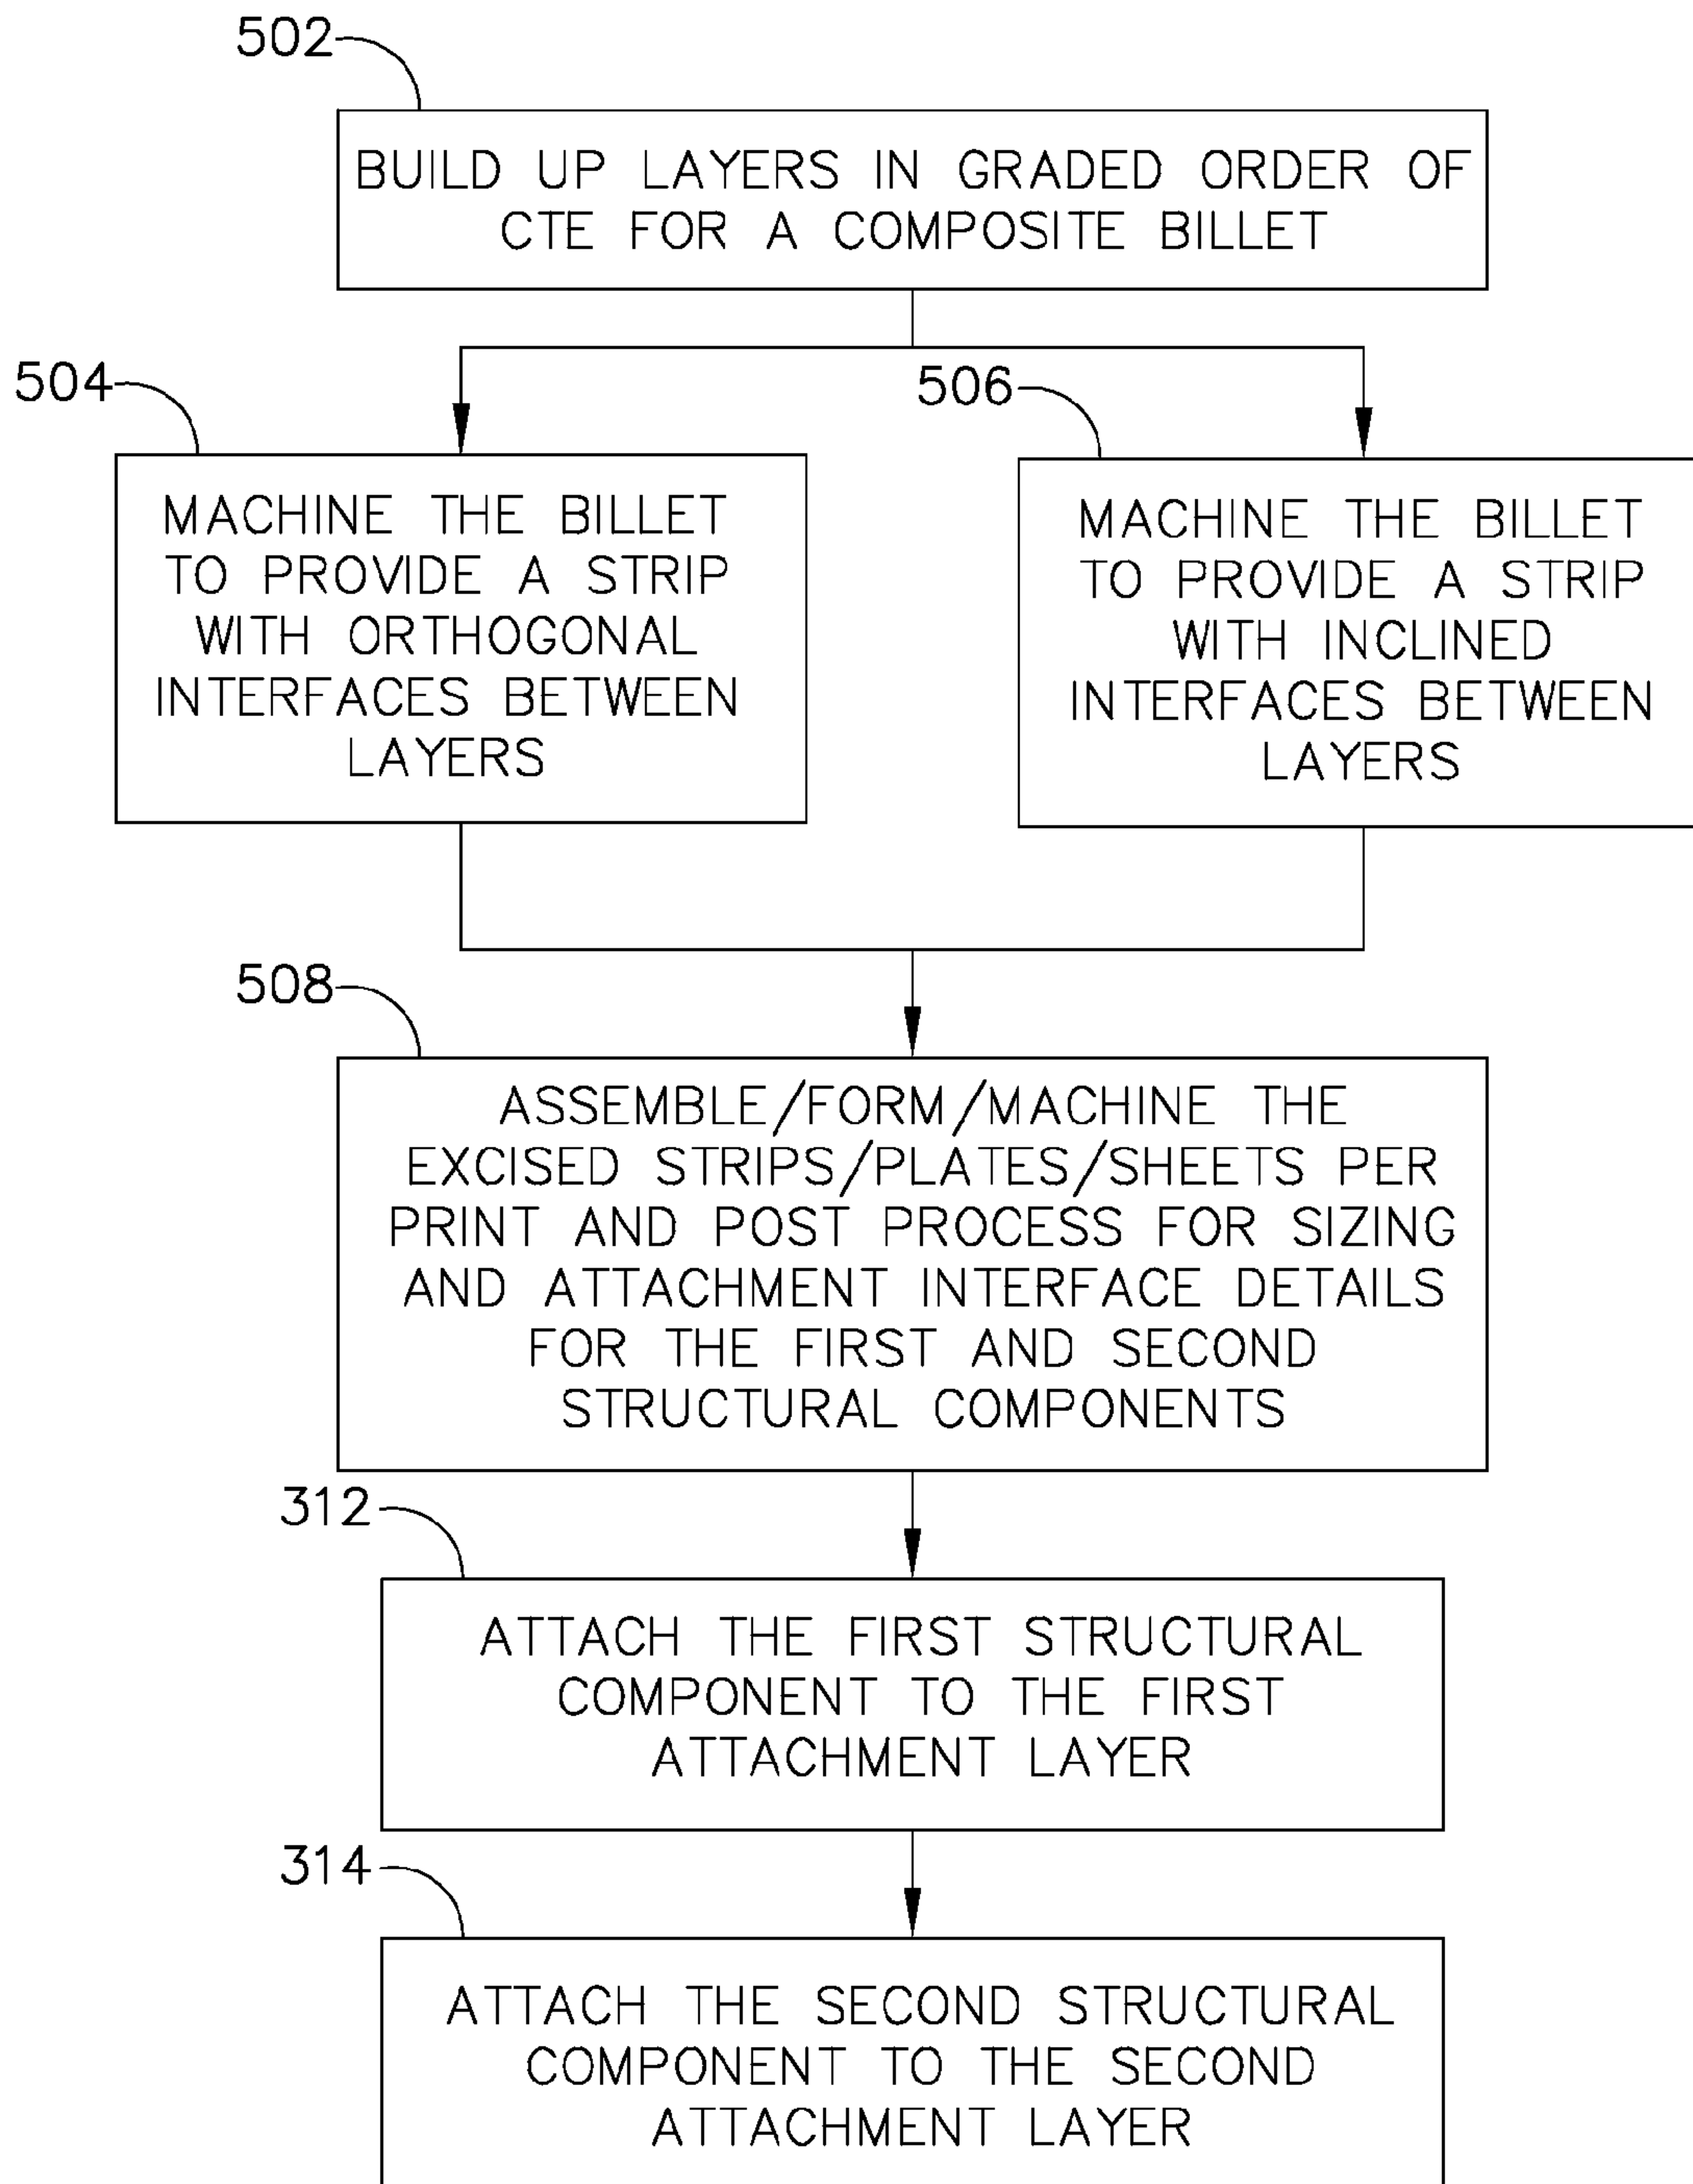 502
BUILD UP LAYERS IN GRADED ORDER OF
CTE FOR A COMPOSITE BILLET
504
MACHINE THE BILLET
TO PROVIDE A STRIP
WITH ORTHOGONAL
INTERFACES BETWEEN
LAYERS
506
MACHINE THE BILLET
TO PROVIDE A STRIP
WITH INCLINED
INTERFACES BETWEEN
LAYERS
508
ASSEMBLE/FORM/MACHINE THE
EXCISED STRIPS/PLATES/SHEETS PER
PRINT AND POST PROCESS FOR SIZING
AND ATTACHMENT INTERFACE DETAILS
FOR THE FIRST AND SECOND
STRUCTURAL COMPONENTS
312
ATTACH THE FIRST STRUCTURAL
COMPONENT TO THE FIRST
ATTACHMENT LAYER
314
ATTACH THE SECOND STRUCTURAL
COMPONENT TO THE SECOND
ATTACHMENT LAYER